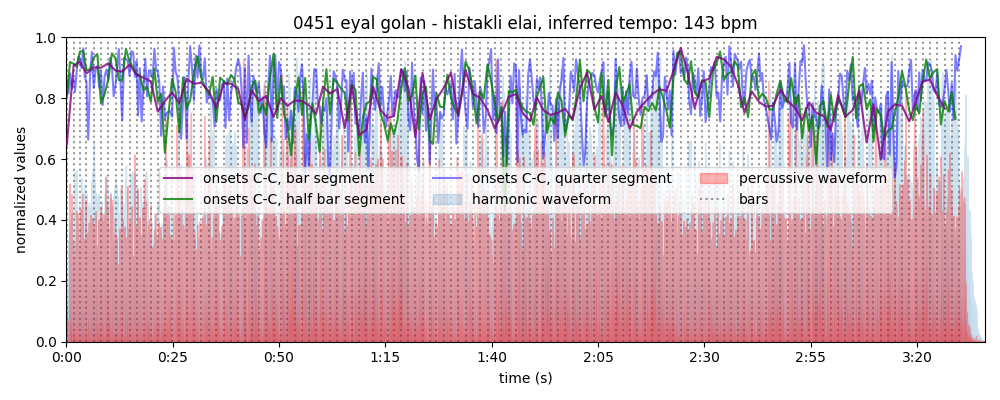 0451 eyal golan - histakli elai, inferred tempo: 143 bpm
1.0
0.8
0.6
0.4
0.2
0.0
normalized values
onsets C-C, bar segment
onsets C-C, half bar segment
onsets C-C, quarter segment
harmonic waveform
percussive waveform
bars
0:00 0:25 0:50 1:15 1:40 2:05 2:30 2:55 3:20
time (s)